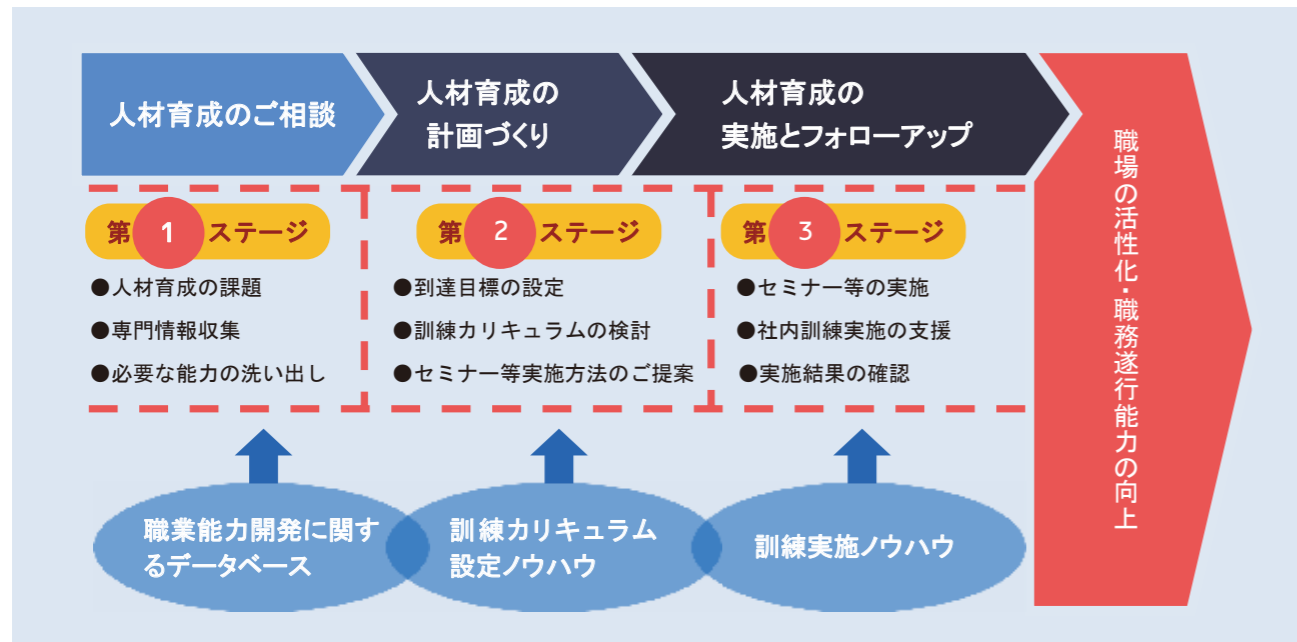 人材育成のご相談
人材育成の
計画づくり
人材育成の
実施とフォローアップ
第1ステージ
●人材育成の課題
●専門情報収集
●必要な能力の洗い出し
第2ステージ
●到達目標の設定
●訓練カリキュラムの検討
●セミナー等実施方法のご提案
第3ステージ
●セミナー等の実施
●社内訓練実施の支援
●実施結果の確認
職業能力開発に関す
るデータベース
訓練カリキュラム
設定ノウハウ
訓練実施ノウハウ
職場の活性化・職務遂行能力の向上